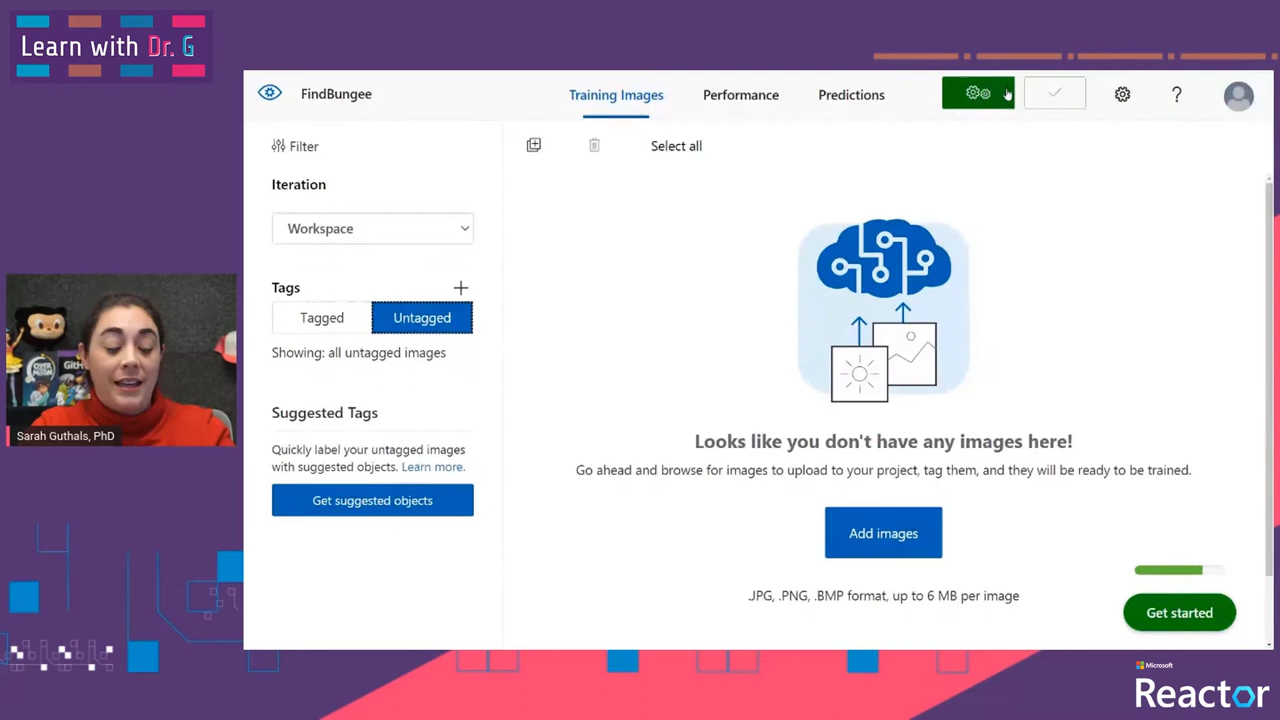 Learn with Dr. G
FindBungee
Training Images
Performance
Predictions
?
Filter
Select all
Iteration
Workspace
Tags
Tagged
Untagged
Showing: all untagged images
Suggested Tags
Quickly label your untagged images
with suggested objects. Learn more.
Get suggested objects
Looks like you don't have any images here!
Go ahead and browse for images to upload to your project, tag them, and they will be ready to be trained.
Add images
.JPG, .PNG, .BMP format, up to 6 MB per image
Get started
OVER
MOON
GitH
Sarah Guthals, PhD
Microsoft
Reactor